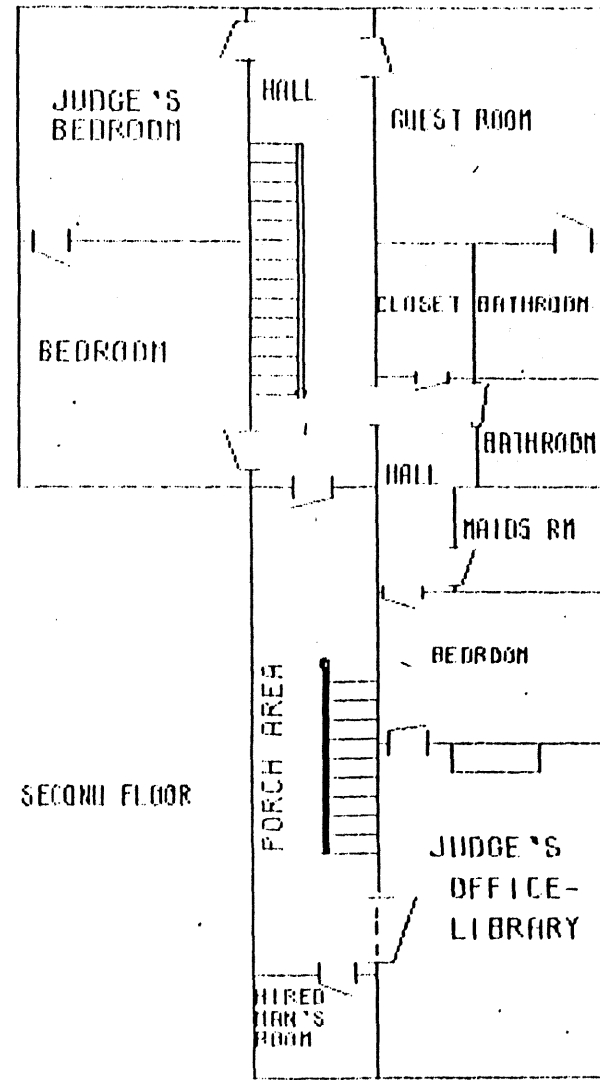 HALL
JUDGE'S
BEDROOM
GUEST ROOM
CLOSET
BATHROOM
BEDROOM
BATHROOM
HALL
MAIDS RM
BEDROOM
PORCH AREA
SECOND FLOOR
JUDGE'S
OFFICE-
LIBRARY
HIRED
MAN'S
ROOM